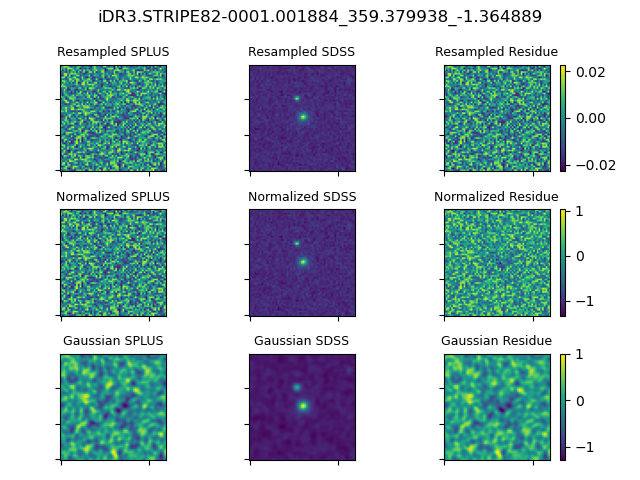 iDR3.STRIPE82-0001.001884_359.379938_-1.364889
Resampled SPLUS Resampled SDSS Resampled Residue
0.02
0.00
−0.02
Normalized SPLUS Normalized SDSS Normalized Residue
1
0
−1
Gaussian SPLUS Gaussian SDSS Gaussian Residue
1
0
−1